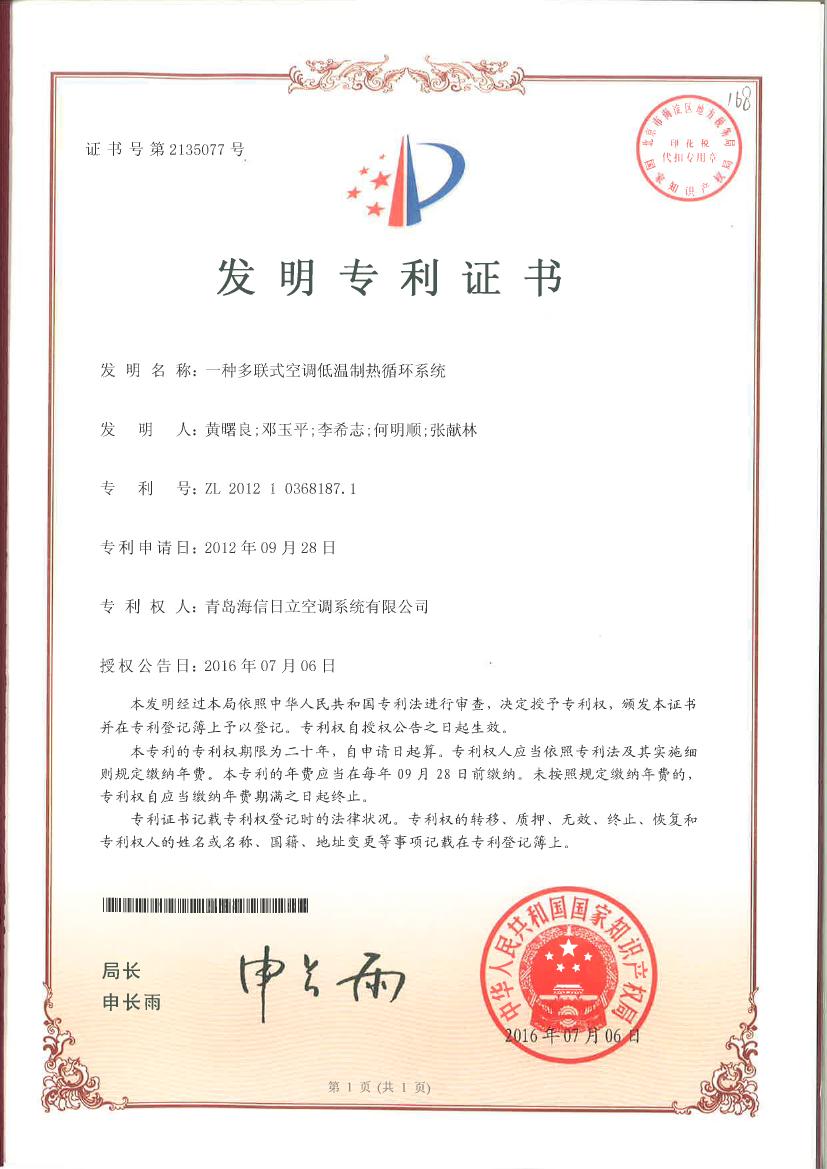 168
北京市海淀区地方税务局
印花税
代扣专用章
国家知识产权局
证书号第2135077号
发明专利证书
发明名称：一种多联式空调低温制热循环系统
发明人：黄曙良;邓玉平;李希志;何明顺;张献林
专利号：ZL 2012 1 0368187.1
专利申请日：2012年09月28日
专利权人：青岛海信日立空调系统有限公司
授权公告日：2016年07月06日
本发明经过本局依照中华人民共和国专利法进行审查，决定授予专利权，颁发本证书
并在专利登记簿上予以登记。专利权自授权公告之日起生效。
本专利的专利权期限为二十年，自申请日起算。专利权人应当依照专利法及其实施细
则规定缴纳年费。本专利的年费应当在每年09月28日前缴纳。未按照规定缴纳年费的，
专利权自应当缴纳年费期满之日起终止。
专利证书记载专利权登记时的法律状况。专利权的转移、质押、无效、终止、恢复和
专利权人的姓名或名称、国籍、地址变更等事项记载在专利登记簿上。
局长
申长雨
申长雨
中华人民共和国国家知识产权局
2016年07月06日
第1页(共1页)